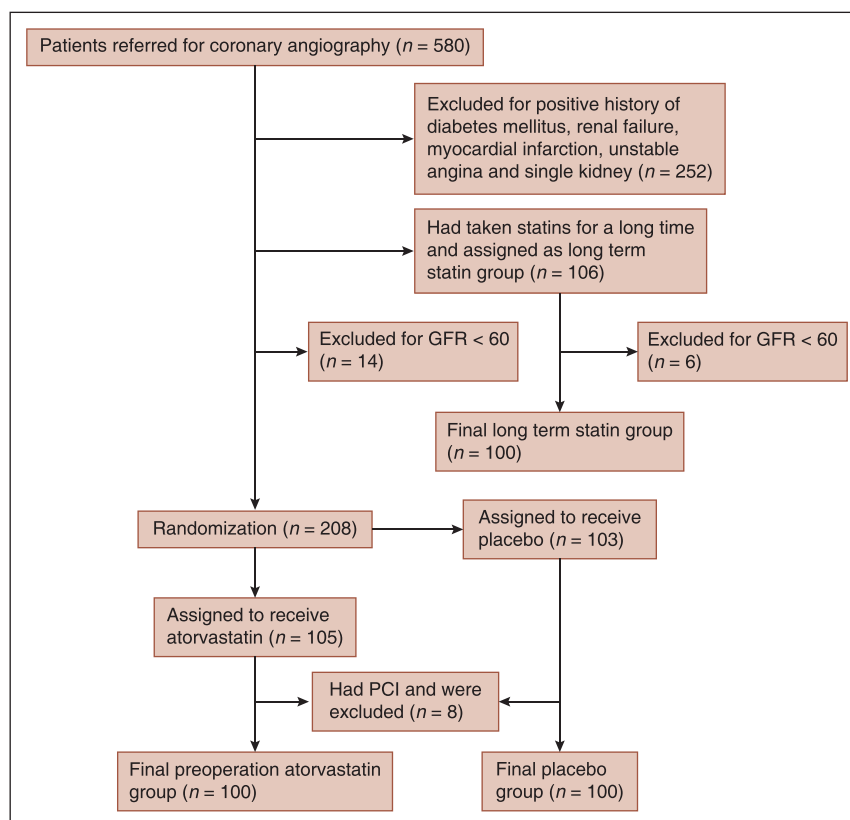 Patients referred for coronary angiography (n = 580)
Excluded for positive history of
diabetes mellitus, renal failure,
myocardial infarction, unstable
angina and single kidney (n = 252)
Had taken statins for a long time
and assigned as long term
statin group (n = 106)
Excluded for GFR < 60
(n = 14)
Excluded for GFR < 60
(n = 6)
Final long term statin group
(n = 100)
Randomization (n = 208)
Assigned to receive
placebo (n = 103)
Assigned to receive
atorvastatin (n = 105)
Had PCI and were
excluded (n = 8)
Final preoperation atorvastatin
group (n = 100)
Final placebo
group (n = 100)